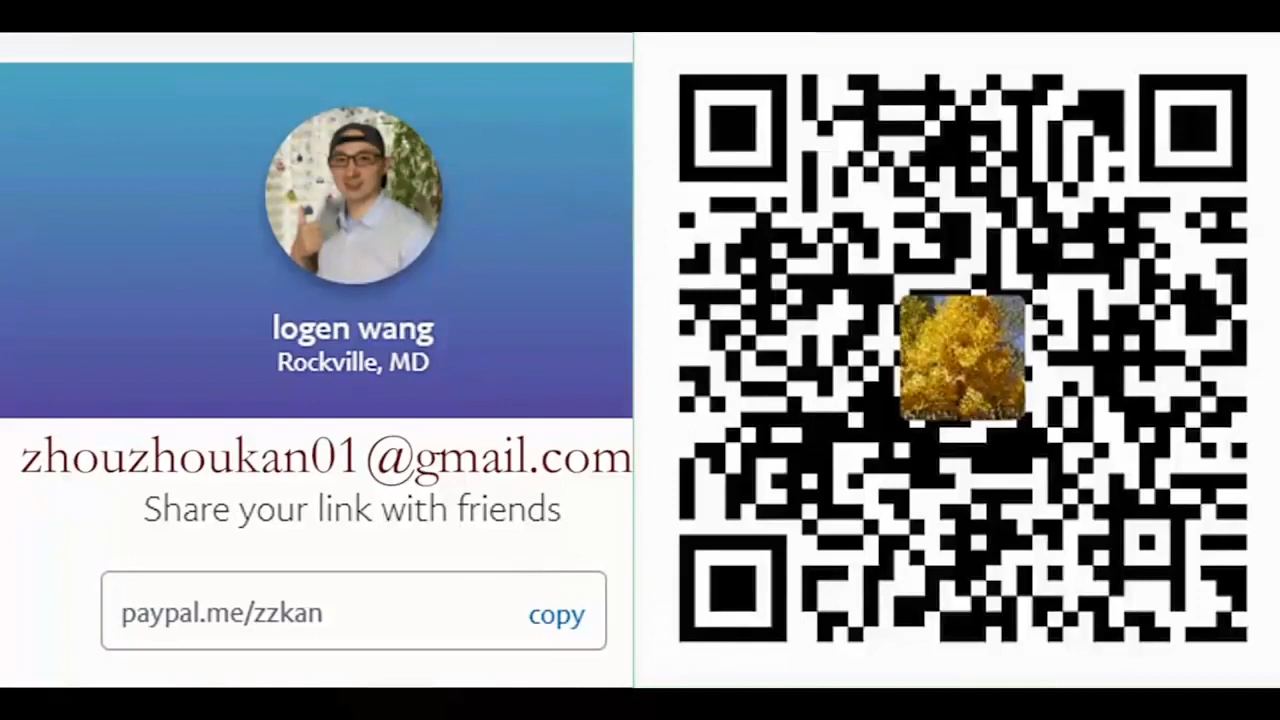 logen wang
Rockville, MD
zhouzhoukan01@gmail.com
Share your link with friends
paypal.me/zzkan copy